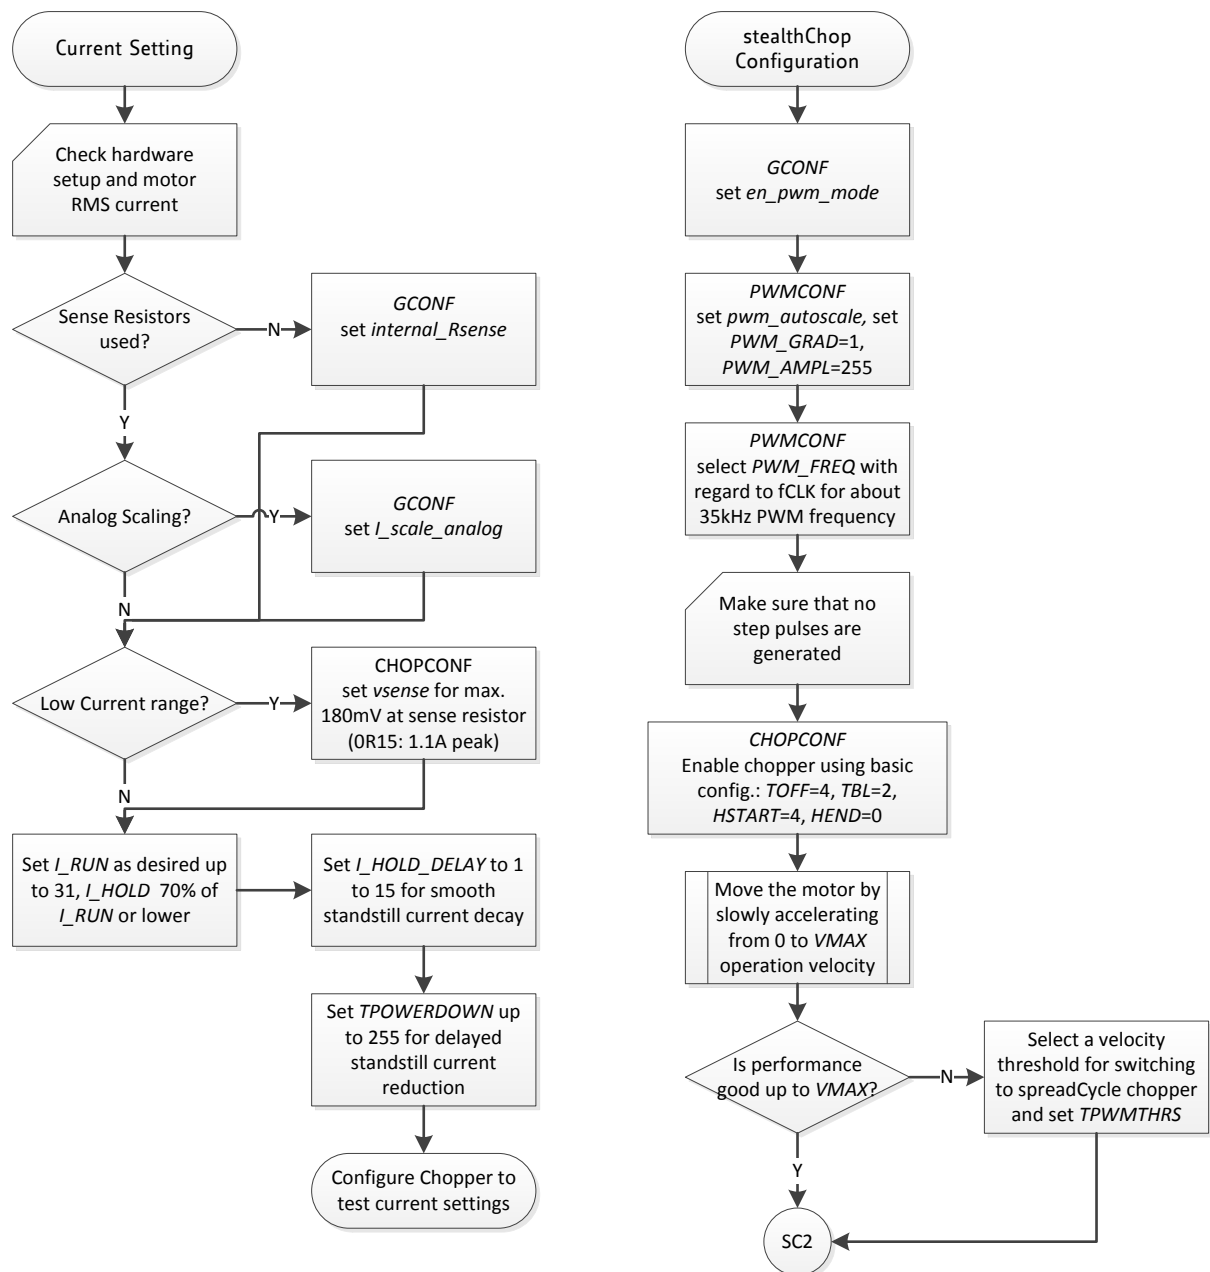 Current Setting
Check hardware
setup and motor
RMS current
Sense Resistors
used?
N
GCONF
set internal_Rsense
Y
Analog Scaling?
Y
GCONF
set I_scale_analog
N
Low Current range?
Y
CHOPCONF
set vsense for max.
180mV at sense resistor
(0R15: 1.1A peak)
N
Set I_RUN as desired up
to 31, I_HOLD 70% of
I_RUN or lower
Set I_HOLD_DELAY to 1
to 15 for smooth
standstill current decay
Set TPOWERDOWN up
to 255 for delayed
standstill current
reduction
Configure Chopper to
test current settings
stealthChop
Configuration
GCONF
set en_pwm_mode
PWMCONF
set pwm_autoscale, set
PWM_GRAD=1,
PWM_AMPL=255
PWMCONF
select PWM_FREQ with
regard to fCLK for about
35kHz PWM frequency
Make sure that no
step pulses are
generated
CHOPCONF
Enable chopper using basic
config.: TOFF=4, TBL=2,
HSTART=4, HEND=0
Move the motor by
slowly accelerating
from 0 to VMAX
operation velocity
Is performance
good up to VMAX?
N
Select a velocity
threshold for switching
to spreadCycle chopper
and set TPWMTHRS
Y
SC2